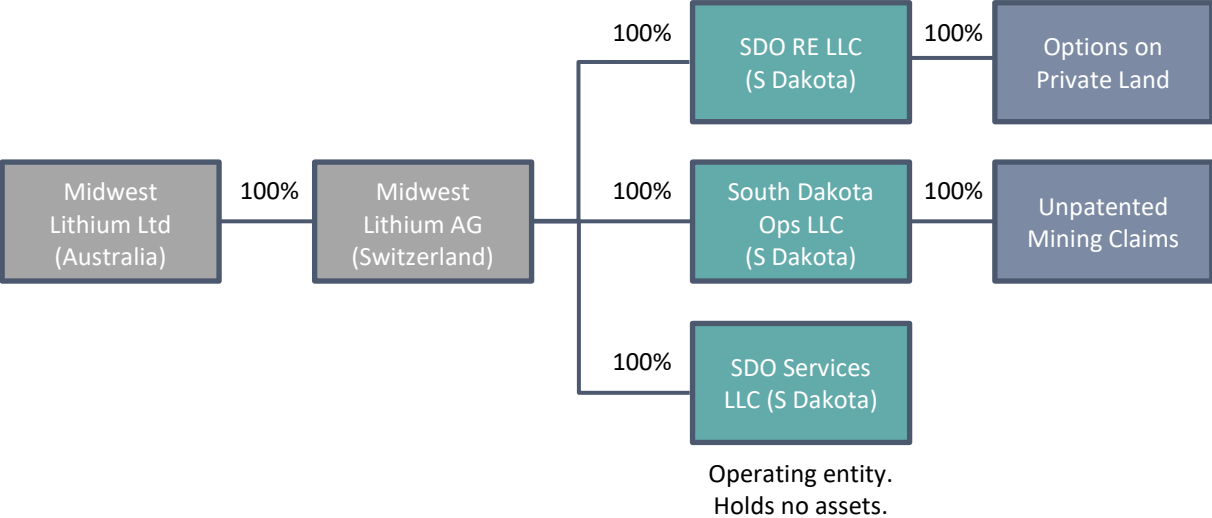 100%
SDO RE LLC
(S Dakota)
100%
Options on
Private Land
Midwest
Lithium Ltd
(Australia)
100%
Midwest
Lithium AG
(Switzerland)
100%
South Dakota
Ops LLC
(S Dakota)
100%
Unpatented
Mining Claims
100%
SDO Services
LLC (S Dakota)
Operating entity.
Holds no assets.